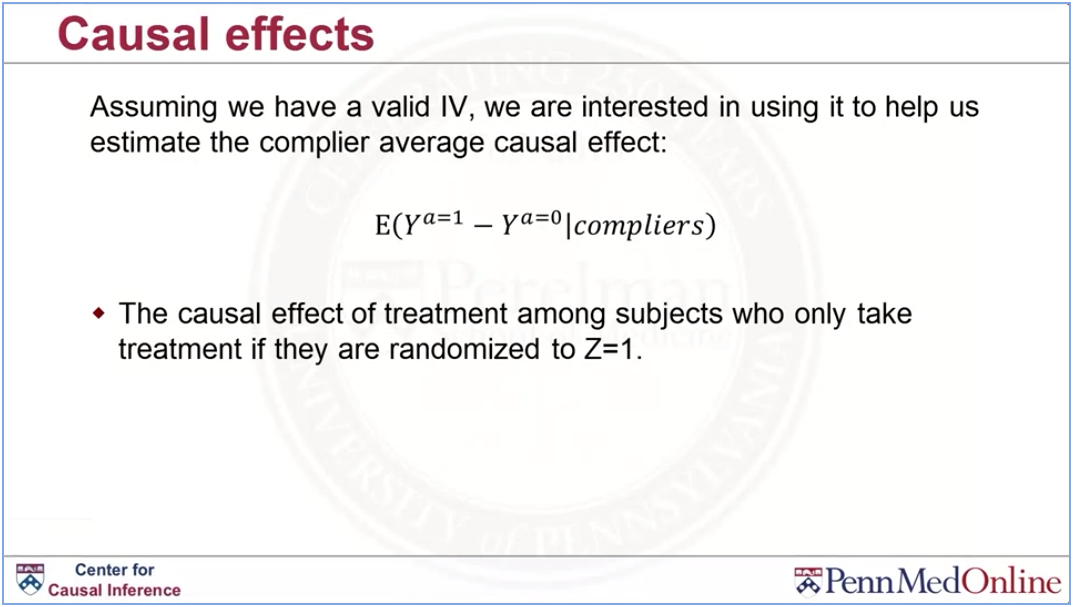 Causal effects
Assuming we have a valid IV, we are interested in using it to help us
estimate the complier average causal effect:
E(Y^{a=1} − Y^{a=0}|compliers)
◆ The causal effect of treatment among subjects who only take
treatment if they are randomized to Z=1.
Center for
Causal Inference
PennMedOnline